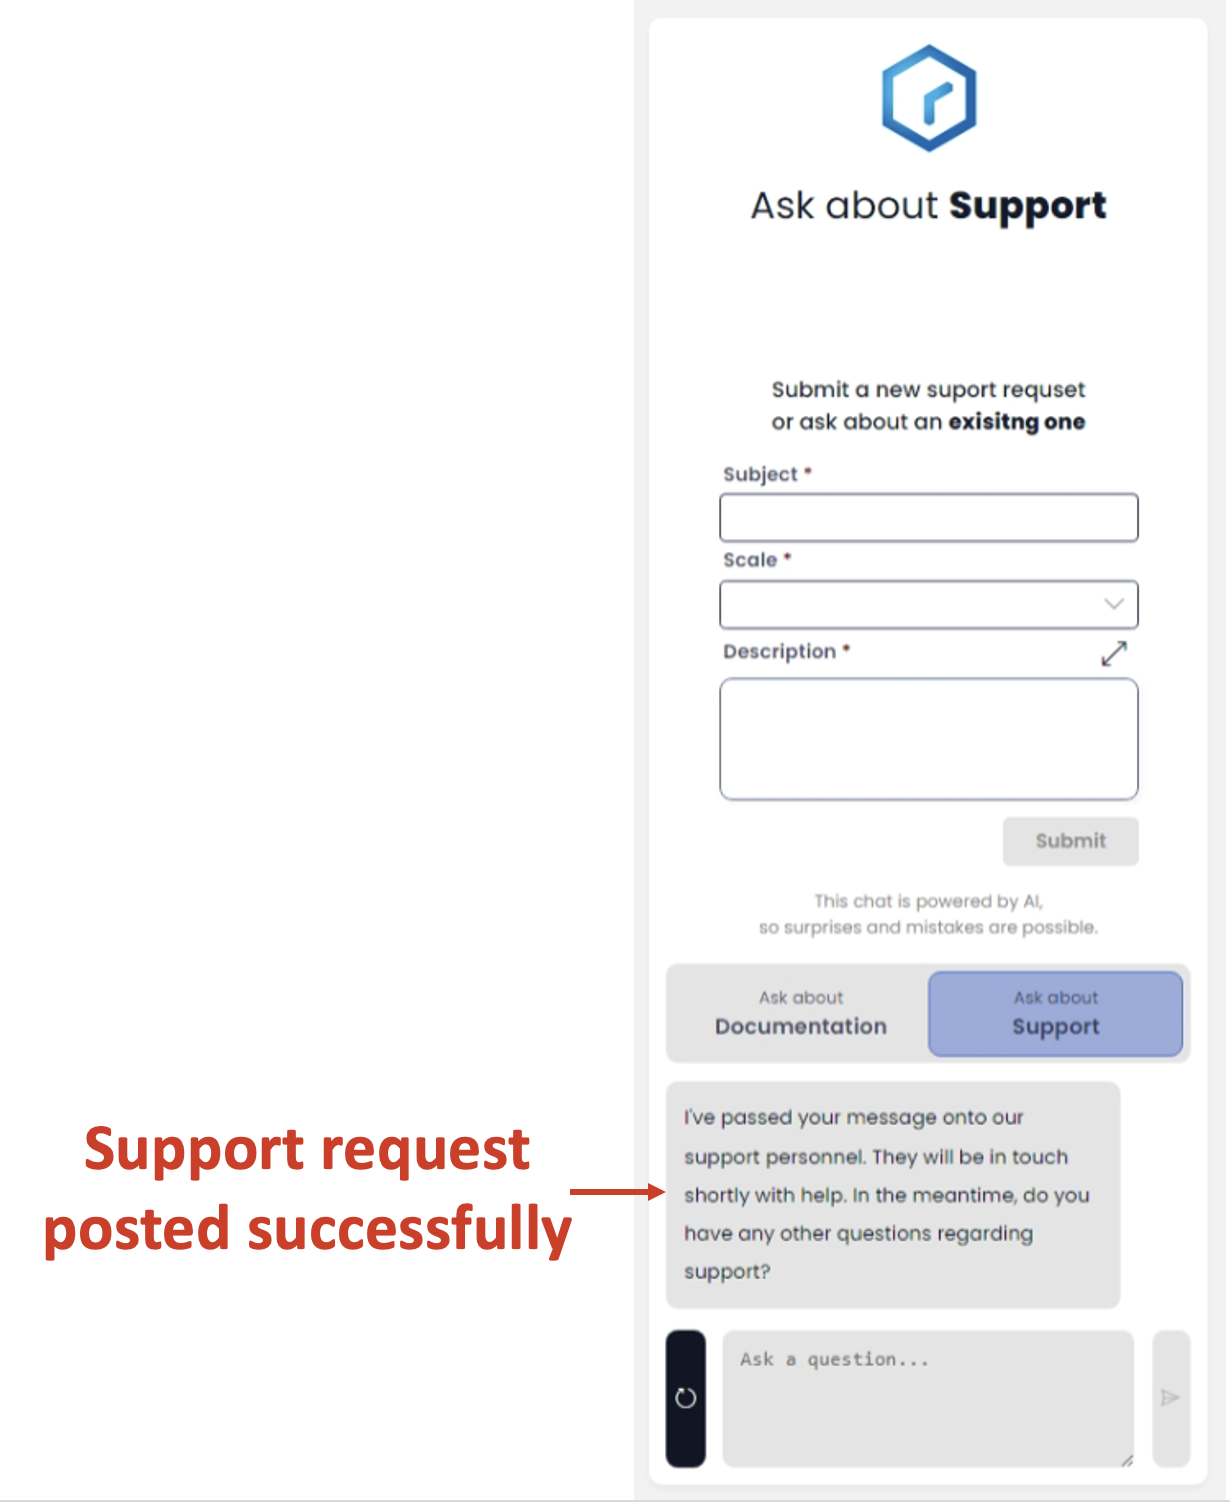 Ask about Support
Submit a new suport requset
or ask about an exisitng one
Subject *
Scale *
Description *
Submit
This chat is powered by AI,
so surprises and mistakes are possible.
Ask about
Documentation
Ask about
Support
Support request
posted successfully
I've passed your message onto our
support personnel. They will be in touch
shortly with help. In the meantime, do you
have any other questions regarding
support?
Ask a question...